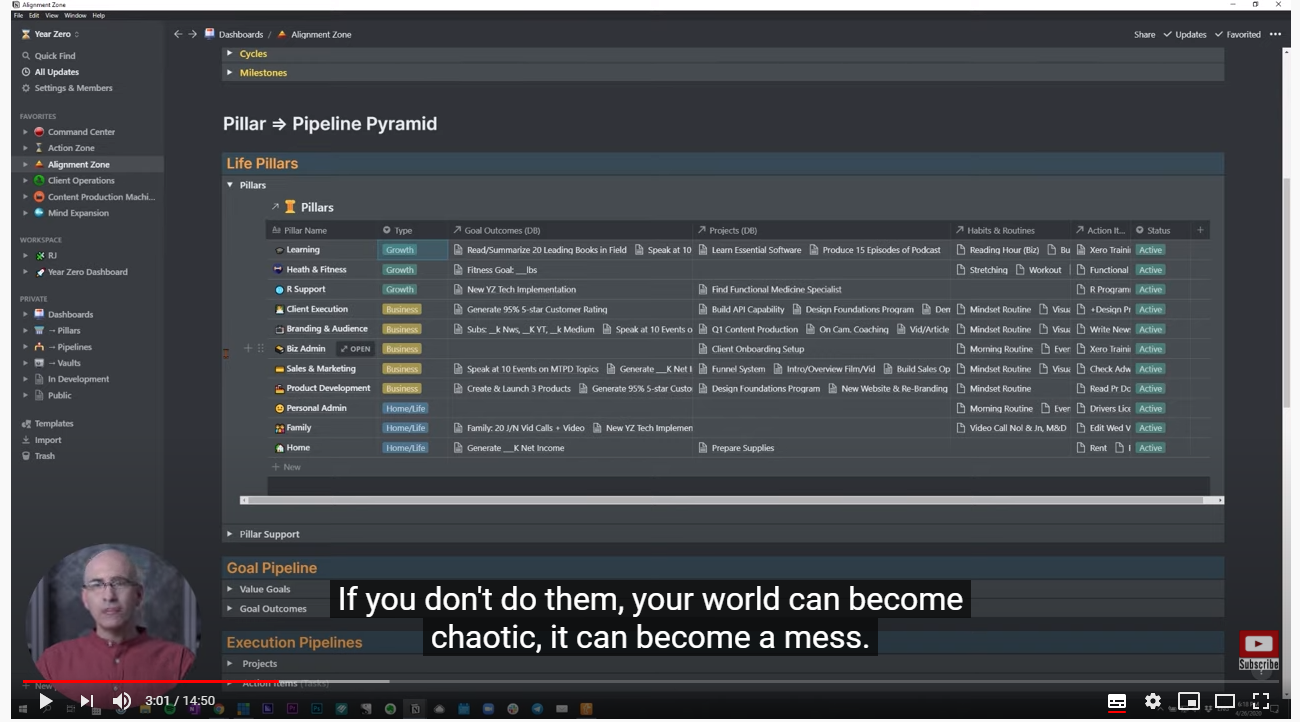 Alignment Zone
File Edit View Window Help
Year Zero
Dashboards / Alignment Zone
Share Updates Favorited
Quick Find
All Updates
Settings & Members
FAVORITES
Command Center
Action Zone
Alignment Zone
Client Operations
Content Production Machi...
Mind Expansion
WORKSPACE
RJ
Year Zero Dashboard
PRIVATE
Dashboards
→ Pillars
→ Pipelines
→ Vaults
In Development
Public
Templates
Import
Trash
+ New
Cycles
Milestones
Pillar ⇒ Pipeline Pyramid
Life Pillars
Pillars
Pillars
Aa Pillar Name Type Goal Outcomes (DB) Projects (DB) Habits & Routines Action It... Status +
Learning Growth Read/Summarize 20 Leading Books in Field Speak at 10 Learn Essential Software Produce 15 Episodes of Podcast Reading Hour (Biz) Bu Xero Traini Active
Heath & Fitness Growth Fitness Goal: __lbs Stretching Workout Functional Active
R Support Growth New YZ Tech Implementation Find Functional Medicine Specialist R Program Active
Client Execution Business Generate 95% 5-star Customer Rating Build API Capability Design Foundations Program Den Mindset Routine Visu +Design Pr Active
Branding & Audience Business Subs: __k Nws, __K YT, __k Medium Speak at 10 Events o Q1 Content Production On Cam. Coaching Vid/Article Mindset Routine Visu Write New Active
Biz Admin OPEN Business Client Onboarding Setup Morning Routine Ever Xero Traini Active
Sales & Marketing Business Speak at 10 Events on MTPD Topics Generate ___K Net I Funnel System Intro/Overview Film/Vid Build Sales Op Mindset Routine Visu Check Adw Active
Product Development Business Create & Launch 3 Products Generate 95% 5-star Custo Design Foundations Program New Website & Re-Branding Mindset Routine Read Pr Dc Active
Personal Admin Home/Life Morning Routine Ever Drivers Lic Active
Family Home/Life Family: 20 J/N Vid Calls + Video New YZ Tech Implemen Video Call Nol & Jn, M&D Edit Wed V Active
Home Home/Life Generate ___K Net Income Prepare Supplies Rent Active
+ New
Pillar Support
Goal Pipeline
Value Goals
Goal Outcomes
Execution Pipelines
Projects
Action Items (Tasks)
If you don't do them, your world can become
chaotic, it can become a mess.
Subscribe
3:01 / 14:50